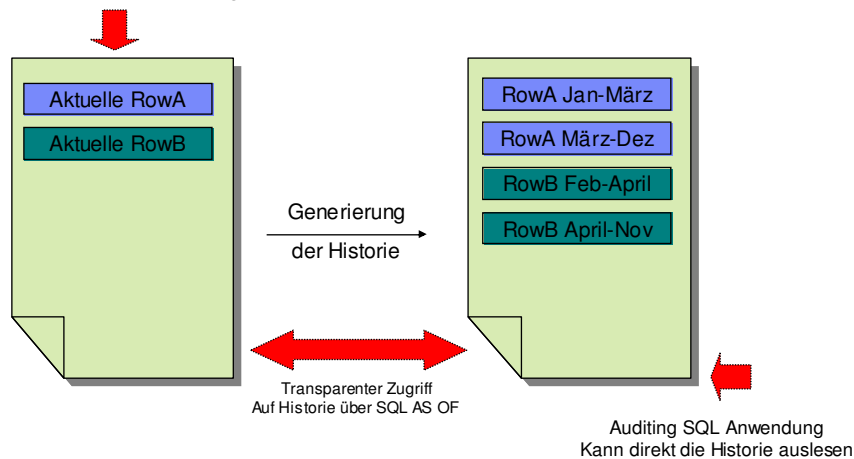 Aktuelle RowA
Aktuelle RowB
Generierung
der Historie
RowA Jan-März
RowA März-Dez
RowB Feb-April
RowB April-Nov
Transparenter Zugriff
Auf Historie über SQL AS OF
Auditing SQL Anwendung
Kann direkt die Historie auslesen